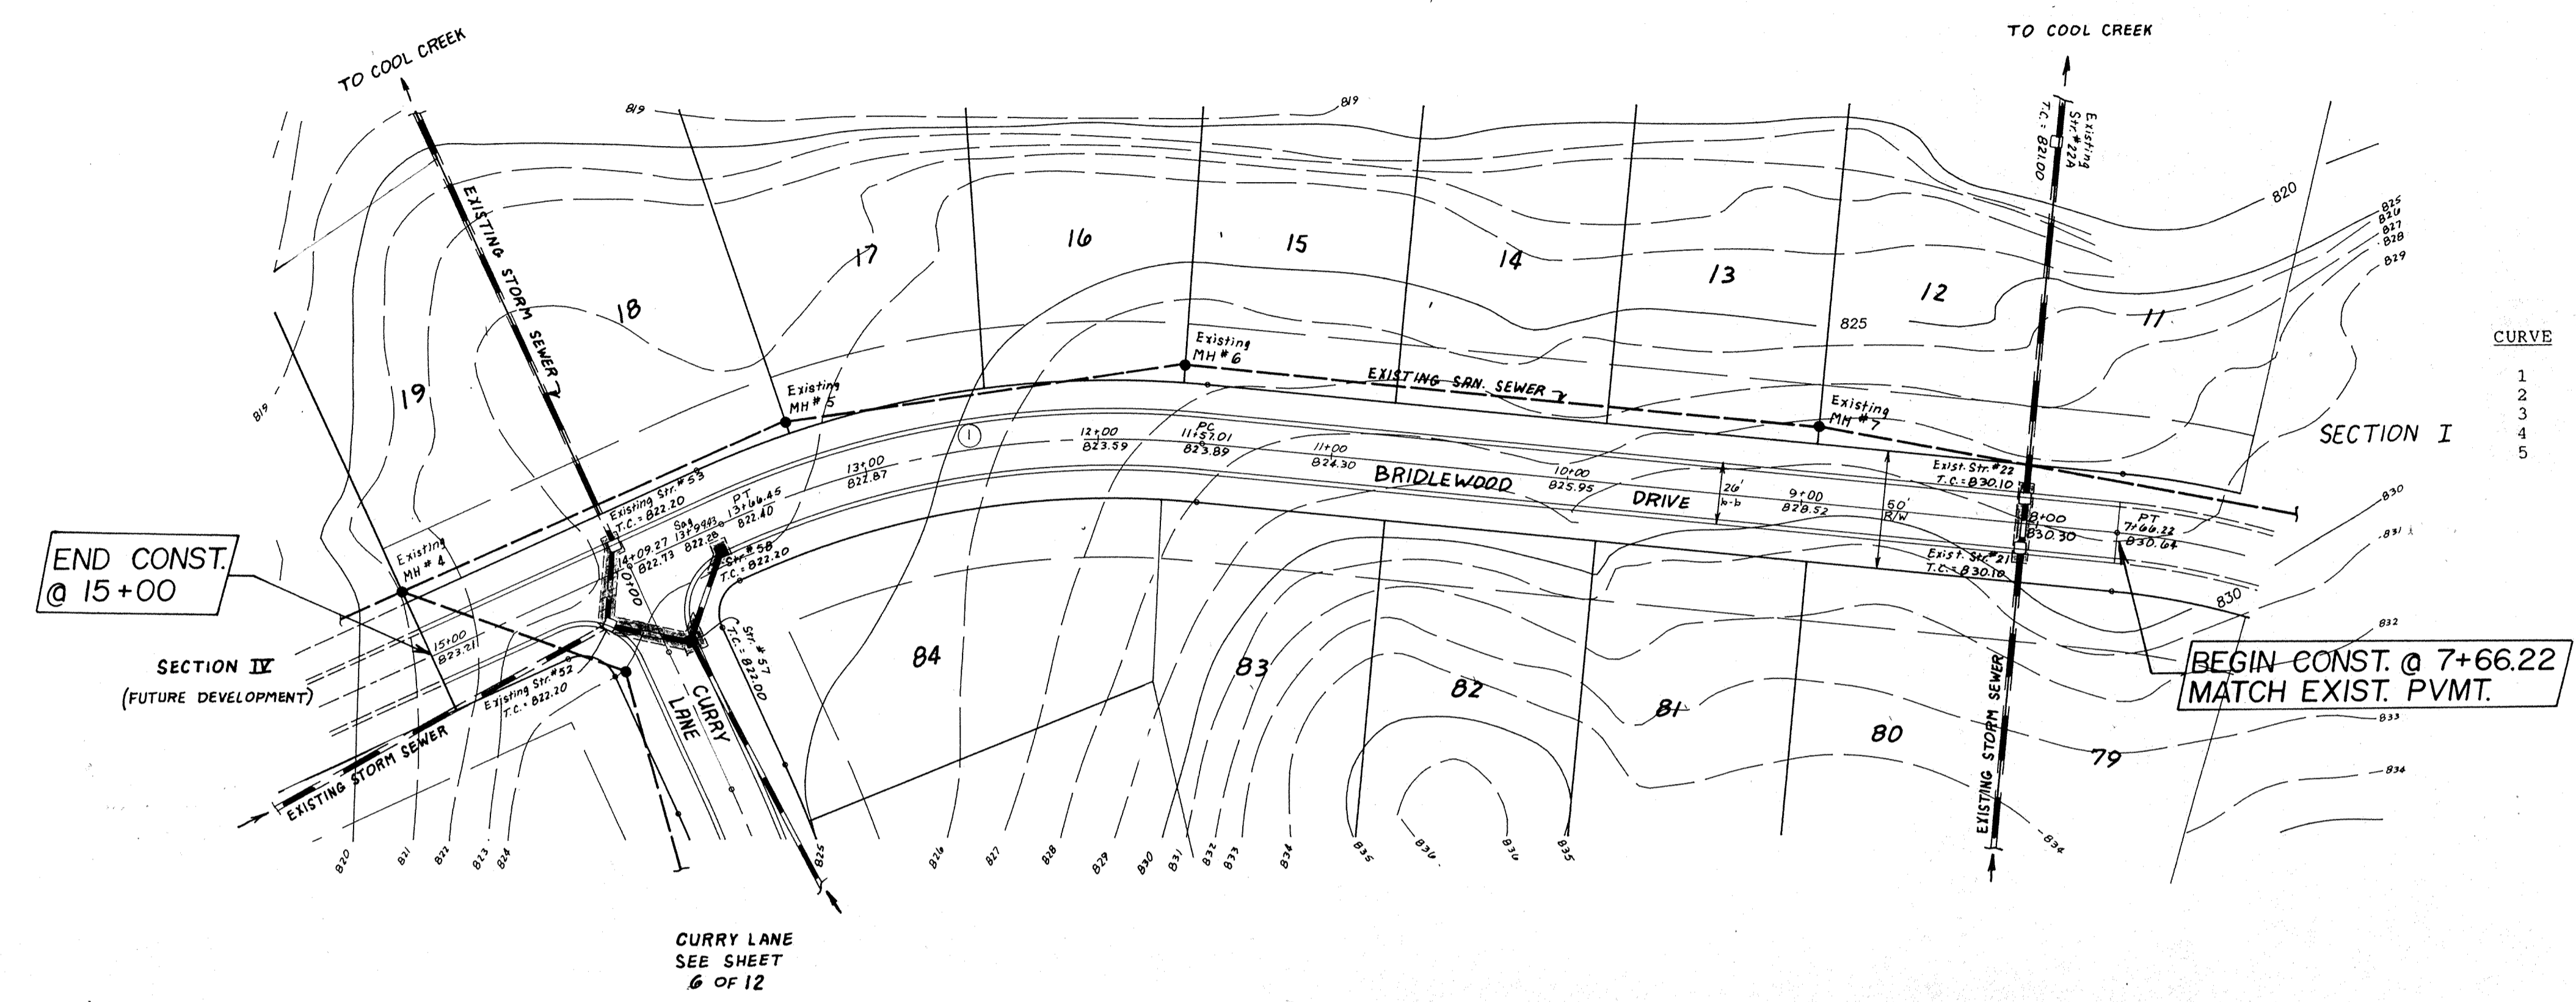 TO COOL CREEK
TO COOL CREEK
819
819
Existing
Str.#22A
T.C. = 821.00
820
825
826
827
828
829
EXISTING STORM SEWER
17
16
15
14
13
12
11
18
19
819
825
CURVE
1
2
3
4
5
SECTION I
Existing
MH # 5
Existing
MH # 6
EXISTING SAN. SEWER
Existing
MH # 7
1
12+00
823.59
PC
11+57.01
823.89
11+00
824.30
BRIDLEWOOD
10+00
825.95
DRIVE
26'
b-b
9+00
828.52
50'
R/W
Exist. Str.#22
T.C.=830.10
8+00
830.30
PT
7+66.22
830.64
Exist. Str.#21
T.C.=830.10
13+00
822.87
Existing Str.#53
T.C.=822.20
PT
13+66.45
822.40
Sag
822.28
14+09.27
822.73
0+00
Str.#58
T.C.=822.20
Existing
MH # 4
END CONST.
@ 15+00
15+00
823.21
SECTION IV
(FUTURE DEVELOPMENT)
Existing Str.#52
T.C.=822.20
EXISTING STORM SEWER
CURRY
LANE
Str. #57
T.C.=822.00
84
83
82
81
80
79
EXISTING STORM SEWER
830
831
830
832
833
834
834
BEGIN CONST. @ 7+66.22
MATCH EXIST. PVMT.
820
821
822
823
824
825
826
827
828
829
830
831
832
833
834
835
836
836
835
CURRY LANE
SEE SHEET
6 OF 12